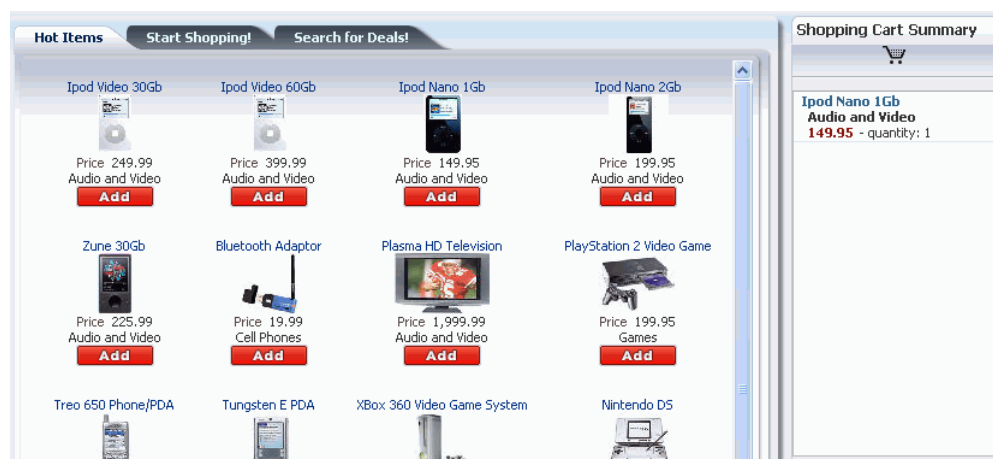 Hot Items
Start Shopping!
Search for Deals!
Ipod Video 30Gb
Price 249.99
Audio and Video
Add
Ipod Video 60Gb
Price 399.99
Audio and Video
Add
Ipod Nano 1Gb
Price 149.95
Audio and Video
Add
Ipod Nano 2Gb
Price 199.95
Audio and Video
Add
Zune 30Gb
Price 225.99
Audio and Video
Add
Bluetooth Adaptor
Price 19.99
Cell Phones
Add
Plasma HD Television
Price 1,999.99
Audio and Video
Add
PlayStation 2 Video Game
Price 199.95
Games
Add
Treo 650 Phone/PDA
Tungsten E PDA
XBox 360 Video Game System
Nintendo DS
Shopping Cart Summary
Ipod Nano 1Gb
Audio and Video
149.95 - quantity: 1